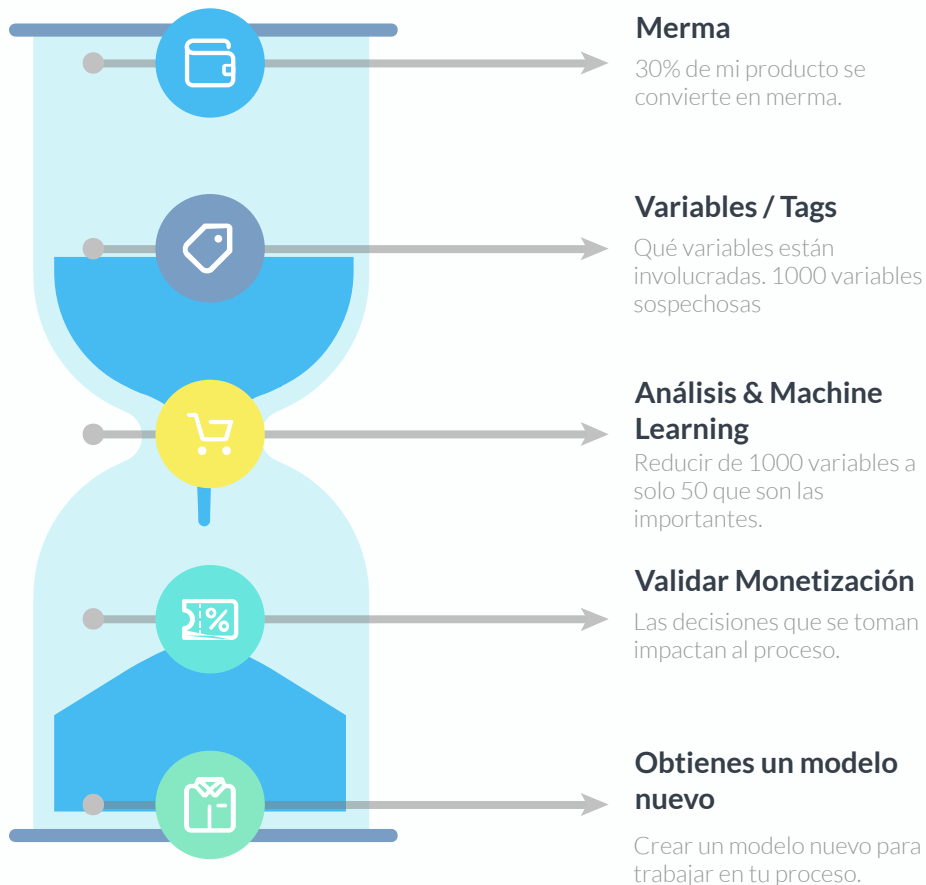 Merma
30% de mi producto se
convierte en merma.
Variables / Tags
Qué variables están
involucradas. 1000 variables
sospechosas
Análisis & Machine
Learning
Reducir de 1000 variables a
solo 50 que son las
importantes.
%
Validar Monetización
Las decisiones que se toman
impactan al proceso.
Obtienes un modelo
nuevo
Crear un modelo nuevo para
trabajar en tu proceso.